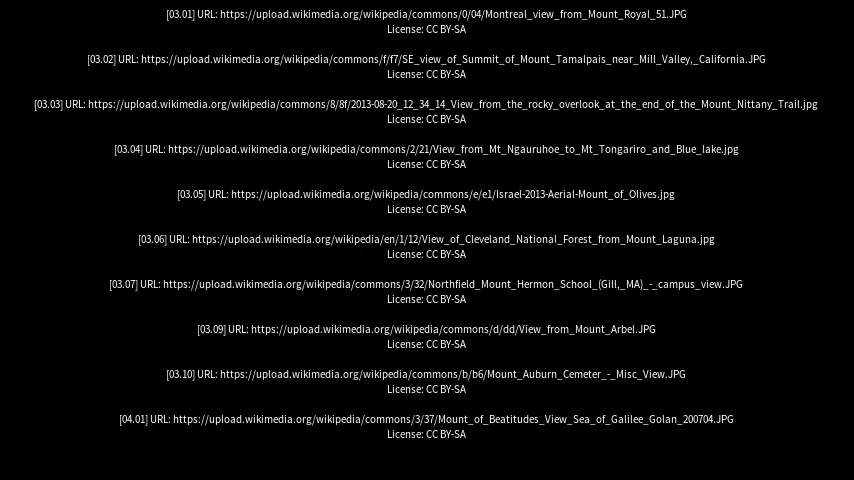 [03.01] URL: https://upload.wikimedia.org/wikipedia/commons/0/04/Montreal_view_from_Mount_Royal_51.JPG
License: CC BY-SA
[03.02] URL: https://upload.wikimedia.org/wikipedia/commons/f/f7/SE_view_of_Summit_of_Mount_Tamalpais_near_Mill_Valley,_California.JPG
License: CC BY-SA
[03.03] URL: https://upload.wikimedia.org/wikipedia/commons/8/8f/2013-08-20_12_34_14_View_from_the_rocky_overlook_at_the_end_of_the_Mount_Nittany_Trail.jpg
License: CC BY-SA
[03.04] URL: https://upload.wikimedia.org/wikipedia/commons/2/21/View_from_Mt_Ngauruhoe_to_Mt_Tongariro_and_Blue_lake.jpg
License: CC BY-SA
[03.05] URL: https://upload.wikimedia.org/wikipedia/commons/e/e1/Israel-2013-Aerial-Mount_of_Olives.jpg
License: CC BY-SA
[03.06] URL: https://upload.wikimedia.org/wikipedia/en/1/12/View_of_Cleveland_National_Forest_from_Mount_Laguna.jpg
License: CC BY-SA
[03.07] URL: https://upload.wikimedia.org/wikipedia/commons/3/32/Northfield_Mount_Hermon_School_(Gill,_MA)_-_campus_view.JPG
License: CC BY-SA
[03.09] URL: https://upload.wikimedia.org/wikipedia/commons/d/dd/View_from_Mount_Arbel.JPG
License: CC BY-SA
[03.10] URL: https://upload.wikimedia.org/wikipedia/commons/b/b6/Mount_Auburn_Cemeter_-_Misc_View.JPG
License: CC BY-SA
[04.01] URL: https://upload.wikimedia.org/wikipedia/commons/3/37/Mount_of_Beatitudes_View_Sea_of_Galilee_Golan_200704.JPG
License: CC BY-SA